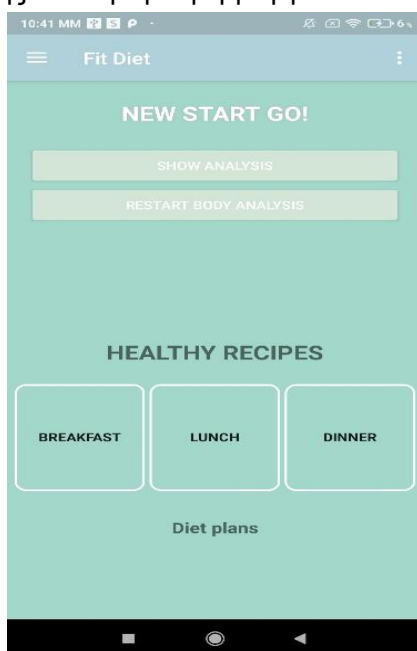 10:41 MM
Fit Diet
NEW START GO!
SHOW ANALYSIS
RESTART BODY ANALYSIS
HEALTHY RECIPES
BREAKFAST LUNCH DINNER
Diet plans